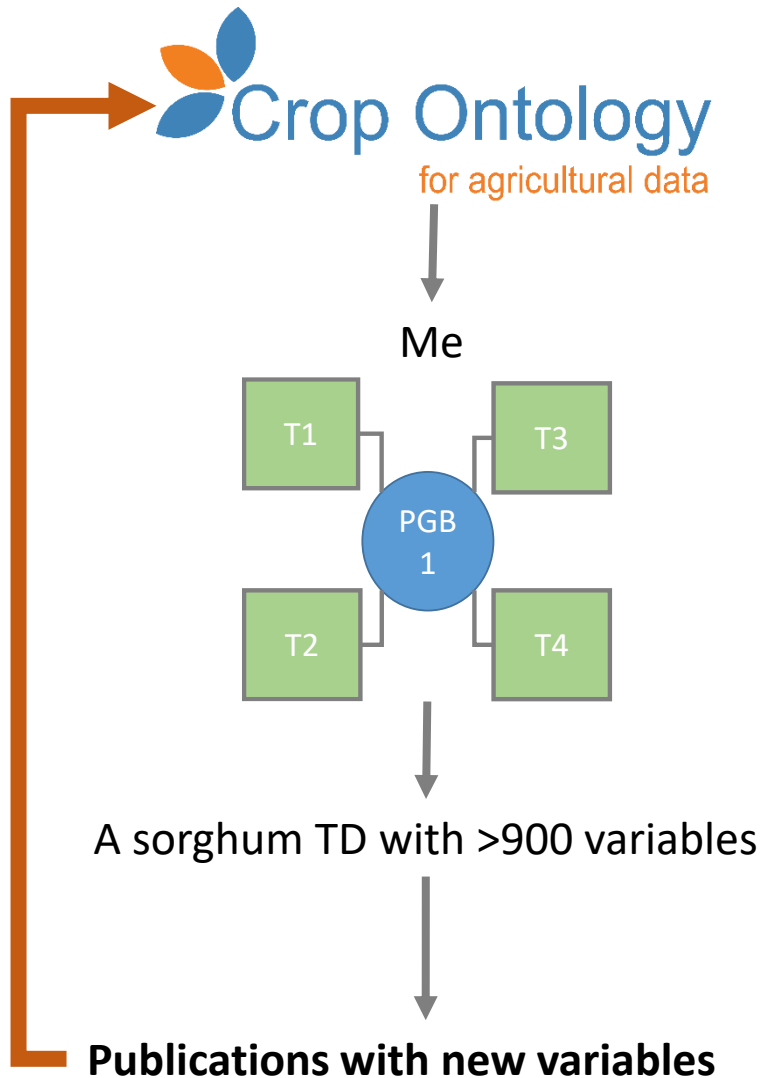 Crop Ontology
for agricultural data
Me
T1
T3
PGB
1
T2
T4
A sorghum TD with >900 variables
Publications with new variables